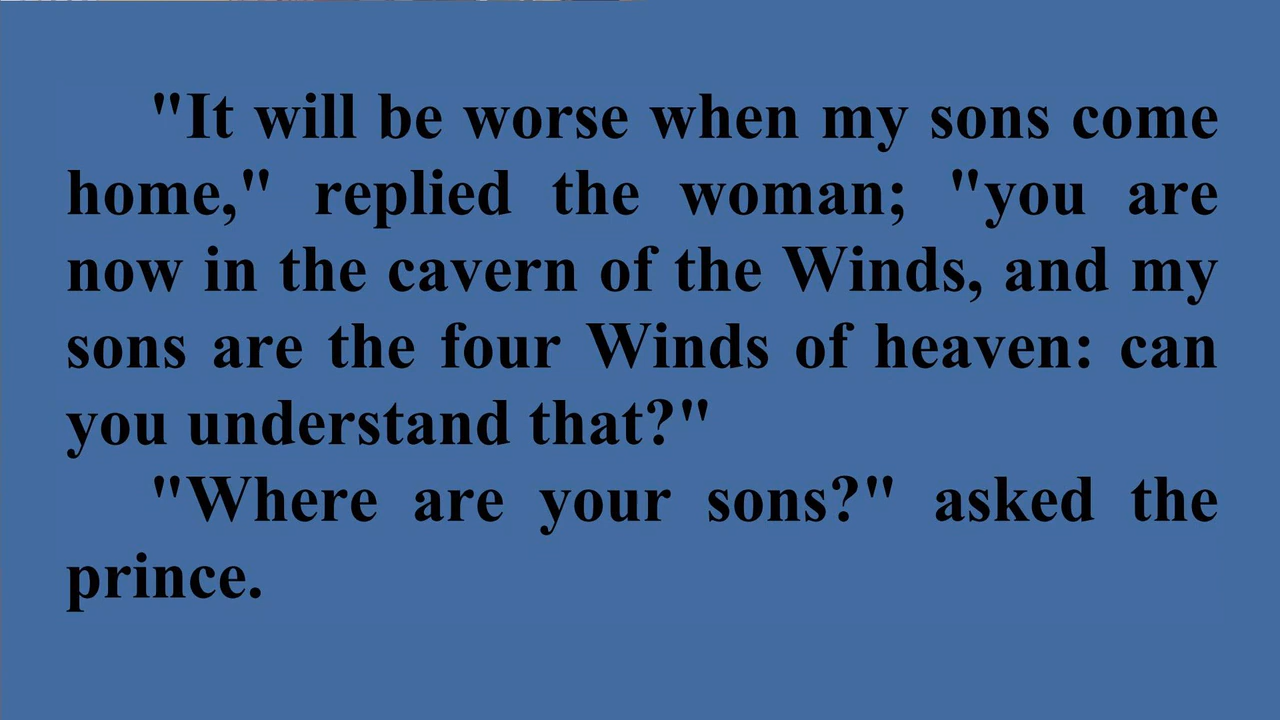 "It will be worse when my sons come
home," replied the woman; "you are
now in the cavern of the Winds, and my
sons are the four Winds of heaven: can
you understand that?"
"Where are your sons?" asked the
prince.